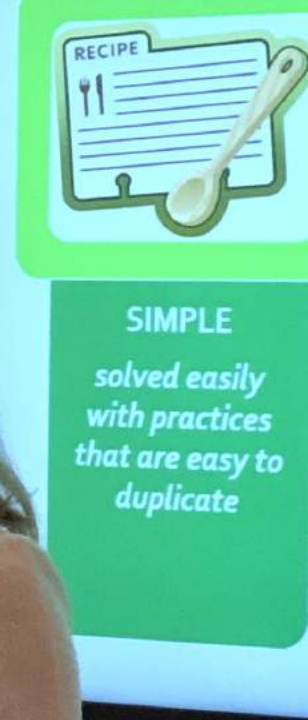 RECIPE
SIMPLE
solved easily
with practices
that are easy to
duplicate